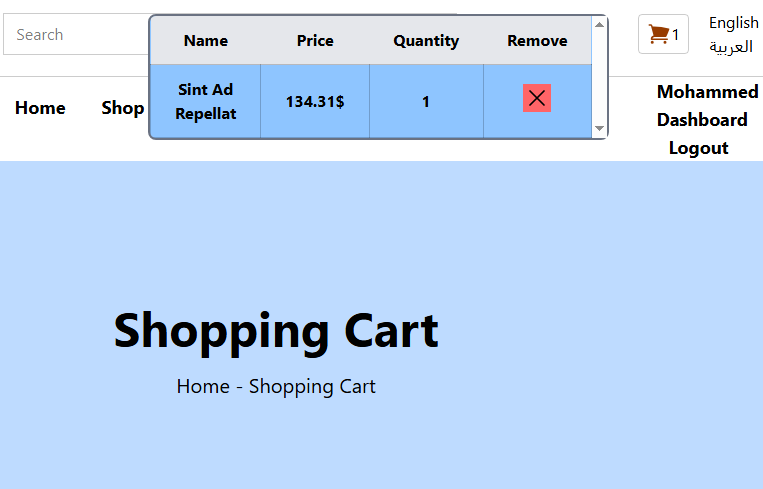 Search
Name Price Quantity Remove
Sint Ad
Repellat
134.31$ 1
1
English
العربية
Home Shop
Mohammed
Dashboard
Logout
Shopping Cart
Home - Shopping Cart